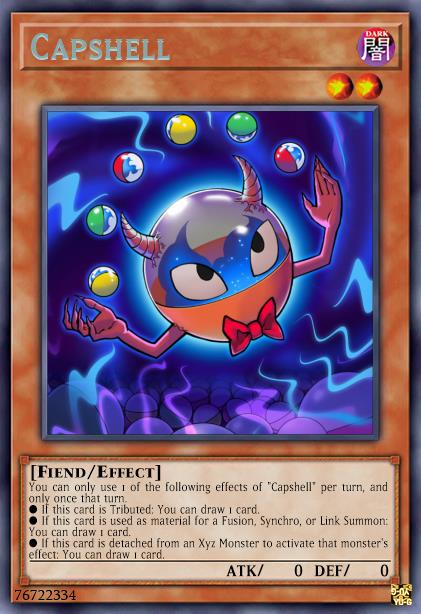 CAPSHELL
DARK
闇
[FIEND/EFFECT]
You can only use 1 of the following effects of "Capshell" per turn, and
only once that turn.
● If this card is Tributed: You can draw 1 card.
● If this card is used as material for a Fusion, Synchro, or Link Summon:
You can draw 1 card.
● If this card is detached from an Xyz Monster to activate that monster's
effect: You can draw 1 card.
ATK/ 0 DEF/ 0
76722334